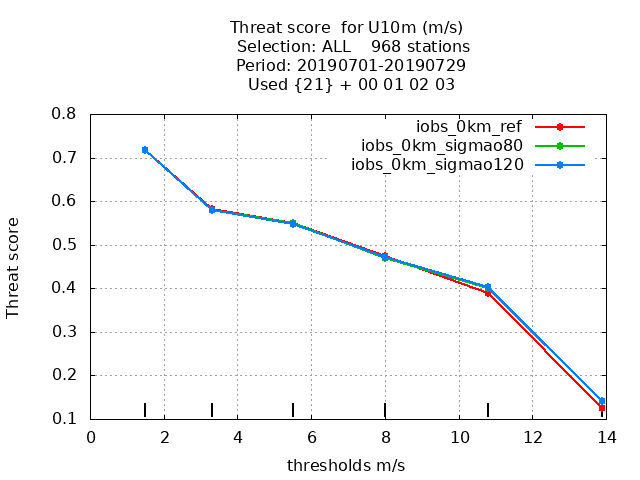 Threat score  for U10m (m/s)
Selection: ALL    968 stations
Period: 20190701-20190729
Used {21} + 00 01 02 03
iobs_0km_ref
iobs_0km_sigmao80
iobs_0km_sigmao120
Threat score
0.8
0.7
0.6
0.5
0.4
0.3
0.2
0.1
0 2 4 6 8 10 12 14
thresholds m/s